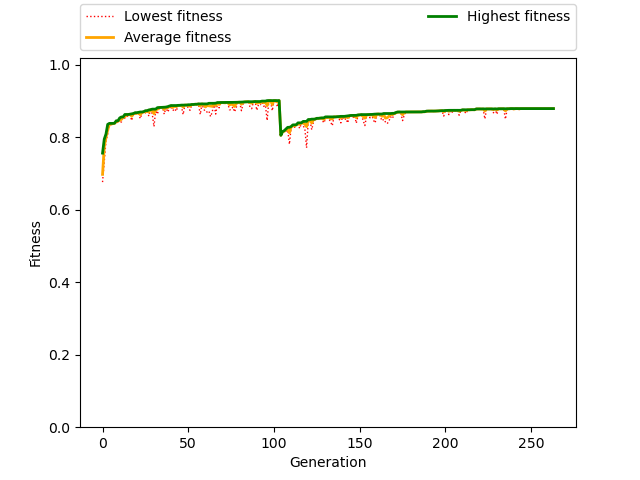 Lowest fitness
Average fitness
Highest fitness
1.0
0.8
0.6
0.4
0.2
0.0
Fitness
0 50 100 150 200 250
Generation